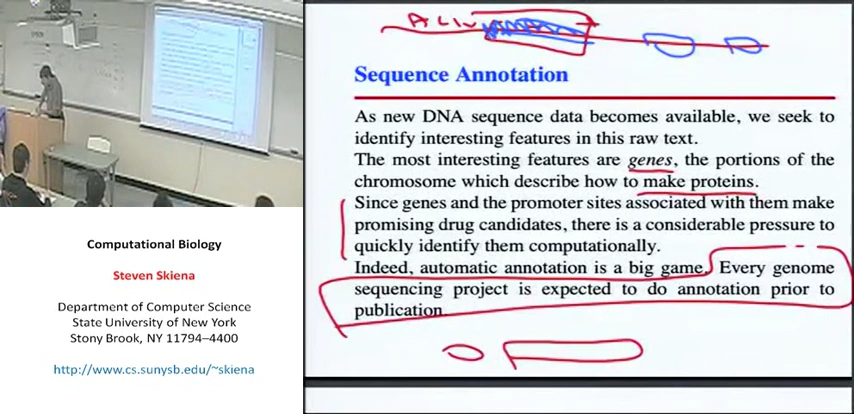 Computational Biology
Steven Skiena
Department of Computer Science
State University of New York
Stony Brook, NY 11794–4400
http://www.cs.sunysb.edu/~skiena
Sequence Annotation
As new DNA sequence data becomes available, we seek to
identify interesting features in this raw text.
The most interesting features are genes, the portions of the
chromosome which describe how to make proteins.
Since genes and the promoter sites associated with them make
promising drug candidates, there is a considerable pressure to
quickly identify them computationally.
Indeed, automatic annotation is a big game. Every genome
sequencing project is expected to do annotation prior to
publication.